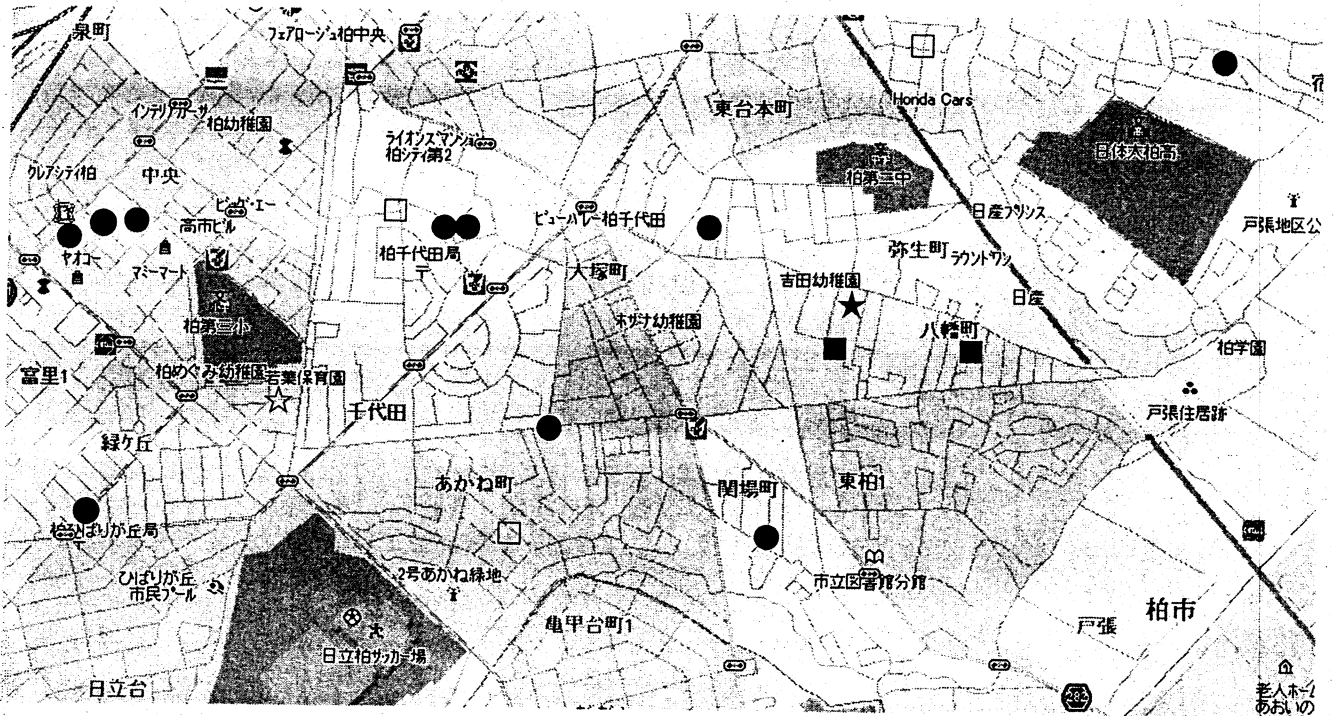 泉町
フェアロージュ柏中央
インテリアカーサ
柏幼稚園
ライオンズマンション
柏シティ第2
東台本町
Honda Cars
日体大柏高
柏第二中
クレアシティ柏
中央
ビッグ・エー
高市ビル
ビューバレー柏千代田
日産プリンス
戸張地区公
ヤオコー
アミーマート
柏千代田局
大塚町
弥生町
ラウンドワン
吉田幼稚園
日産
柏第三小
ホザナ幼稚園
八幡町
柏学園
富里1
柏めぐみ幼稚園
若葉保育園
千代田
戸張住居跡
緑ケ丘
あかね町
関場町
東柏1
柏ひばりが丘局
ひばりが丘
市民プール
2号あかね緑地
市立図書館分館
亀甲台町1
戸張
柏市
日立柏サッカー場
日立台
老人ホーム
あおいの